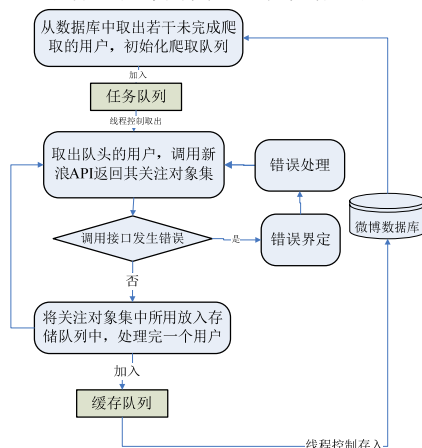 从数据库中取出若干未完成爬
取的用户，初始化爬取队列
加入
任务队列
线程控制取出
取出队头的用户，调用新
浪API返回其关注对象集
错误处理
调用接口发生错误
是
错误界定
微博数据库
否
将关注对象集中所用放入存
储队列中，处理完一个用户
加入
缓存队列
线程控制存入